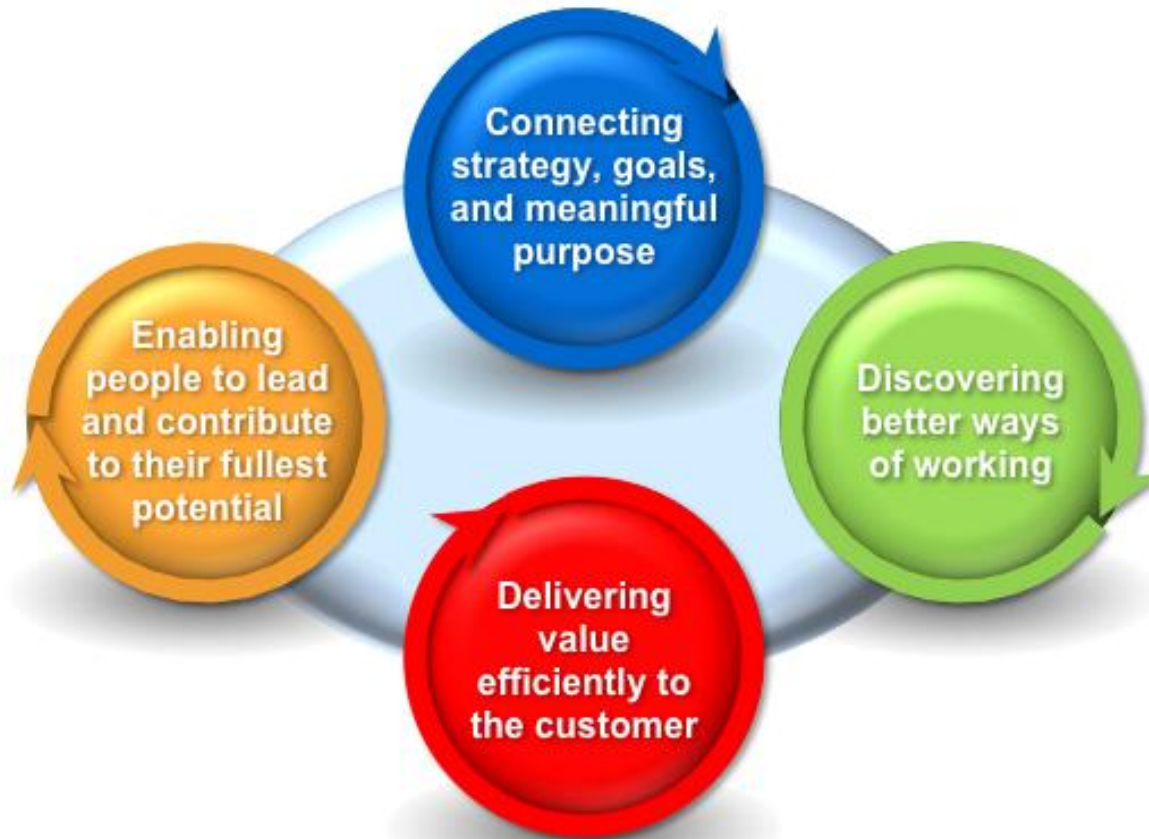 Connecting
strategy, goals,
and meaningful
purpose
Enabling
people to lead
and contribute
to their fullest
potential
Discovering
better ways
of working
Delivering
value
efficiently to
the customer